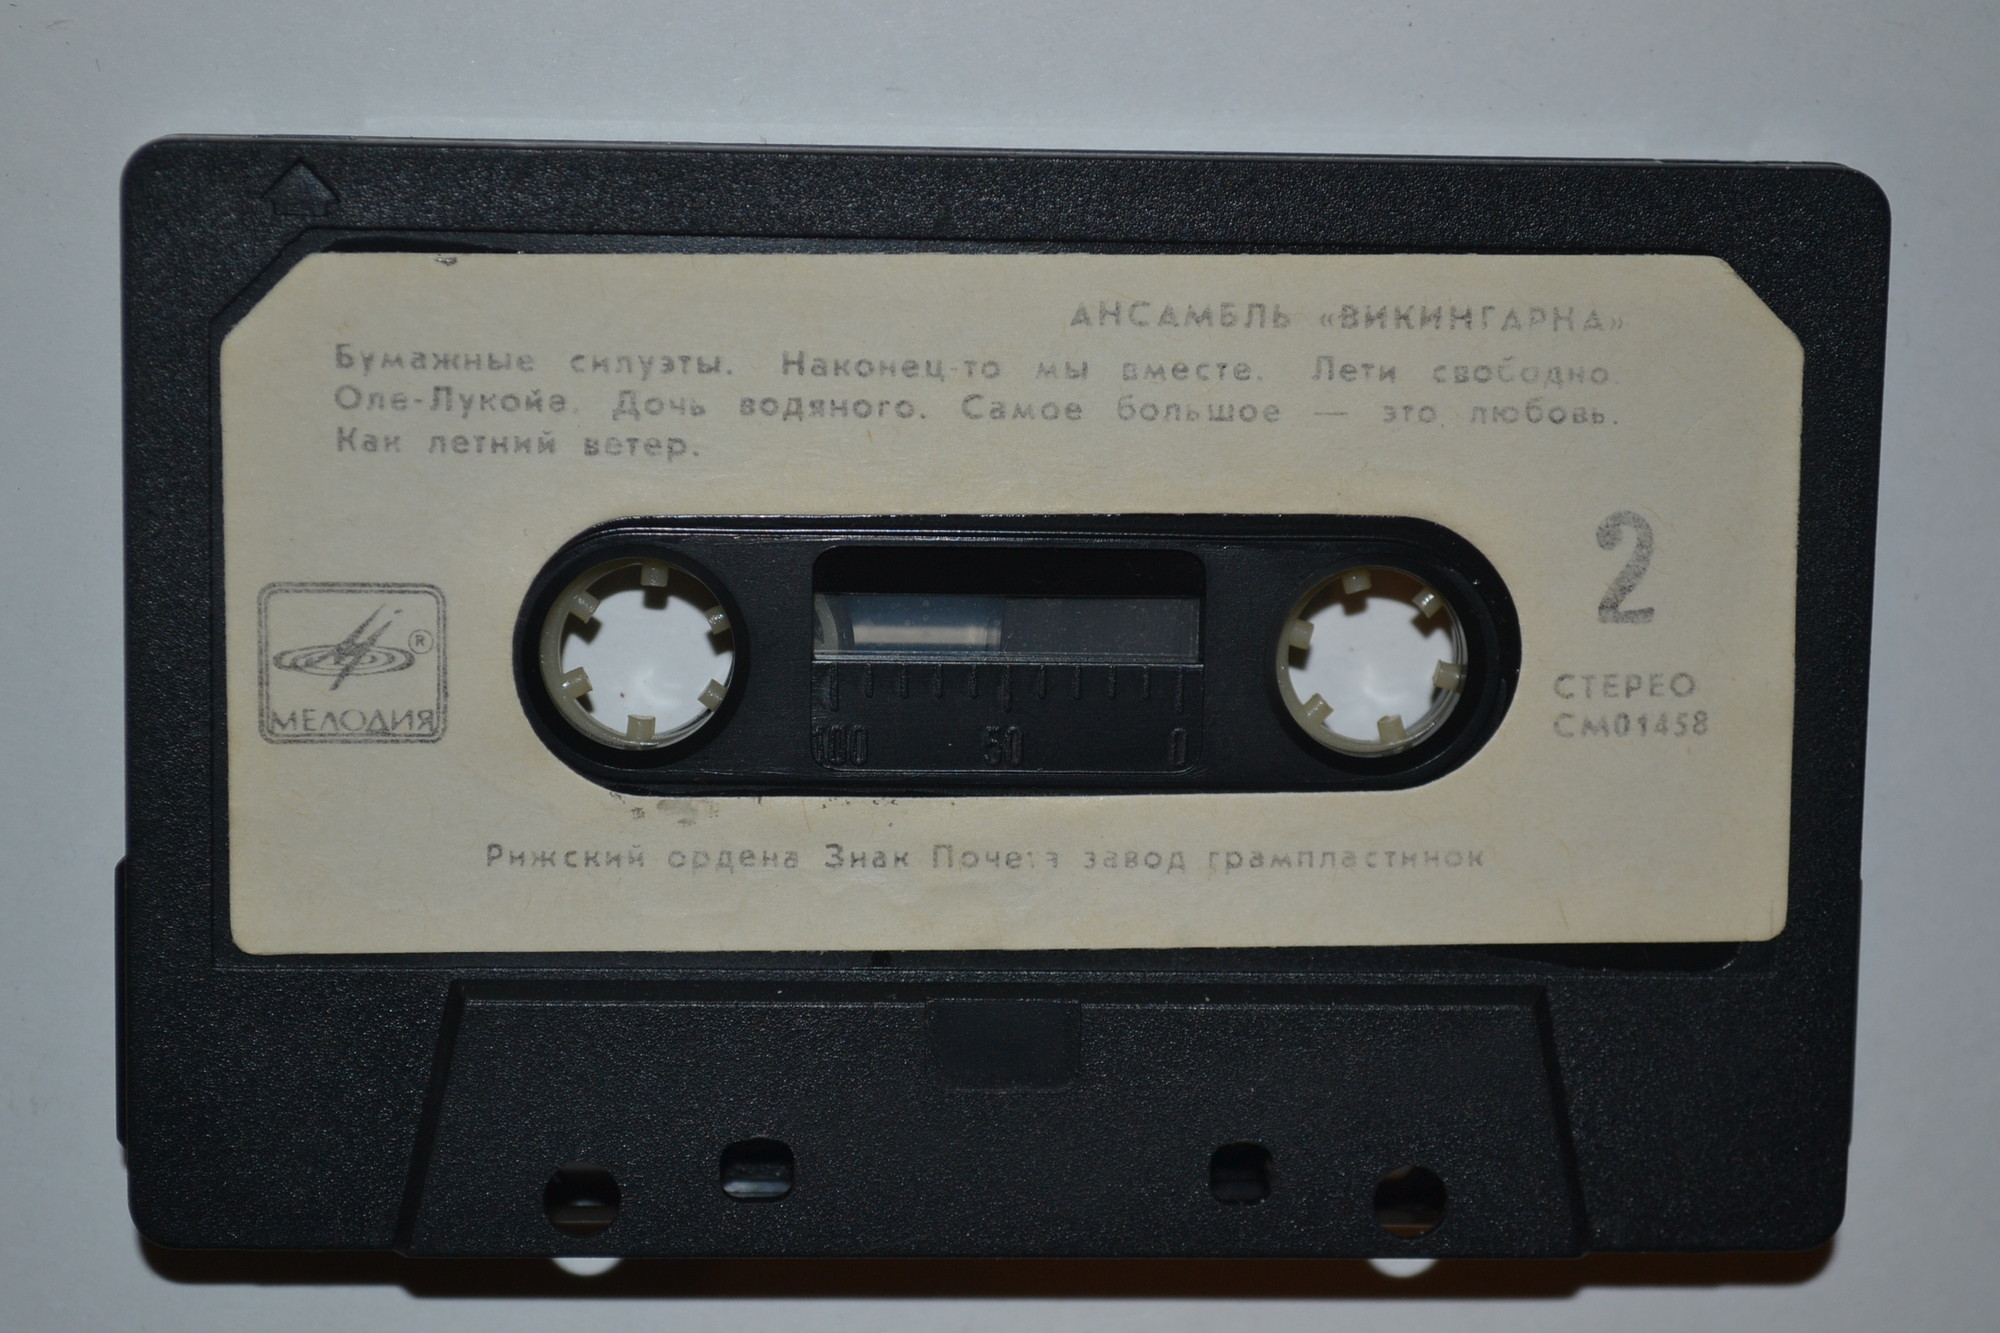 АНСАМБЛЬ «ВИКИНГАРНА»
Бумажные силуэты. Наконец-то мы вместе. Лети свободно.
Оле-Лукойе. Дочь водяного. Самое большое — это любовь.
Как летний ветер.
2
®
МЕЛОДИЯ
СТЕРЕО
СМ01458
100 50 0
Рижский ордена Знак Почета завод грампластинок